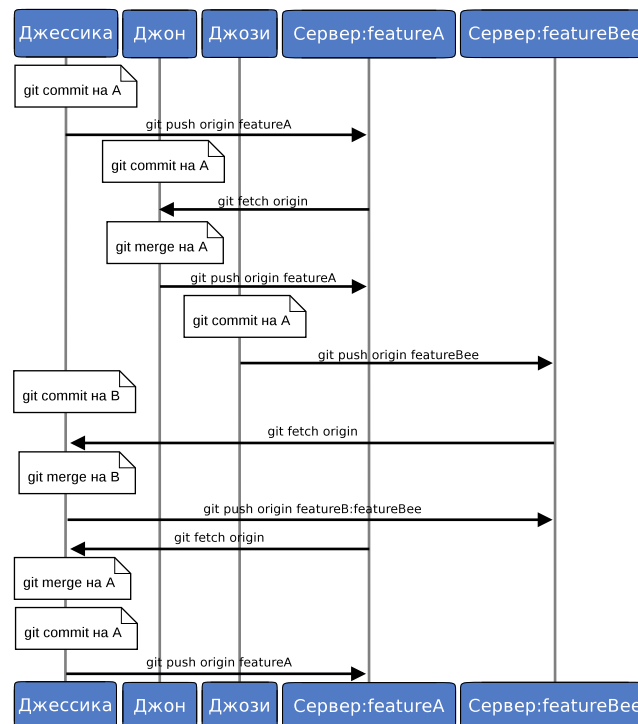 Джессика
Джон
Джози
Сервер:featureA
Сервер:featureBee
git commit на A
git push origin featureA
git commit на A
git fetch origin
git merge на A
git push origin featureA
git commit на A
git push origin featureBee
git commit на B
git fetch origin
git merge на B
git push origin featureB:featureBee
git fetch origin
git merge на A
git commit на A
git push origin featureA
Джессика
Джон
Джози
Сервер:featureA
Сервер:featureBee